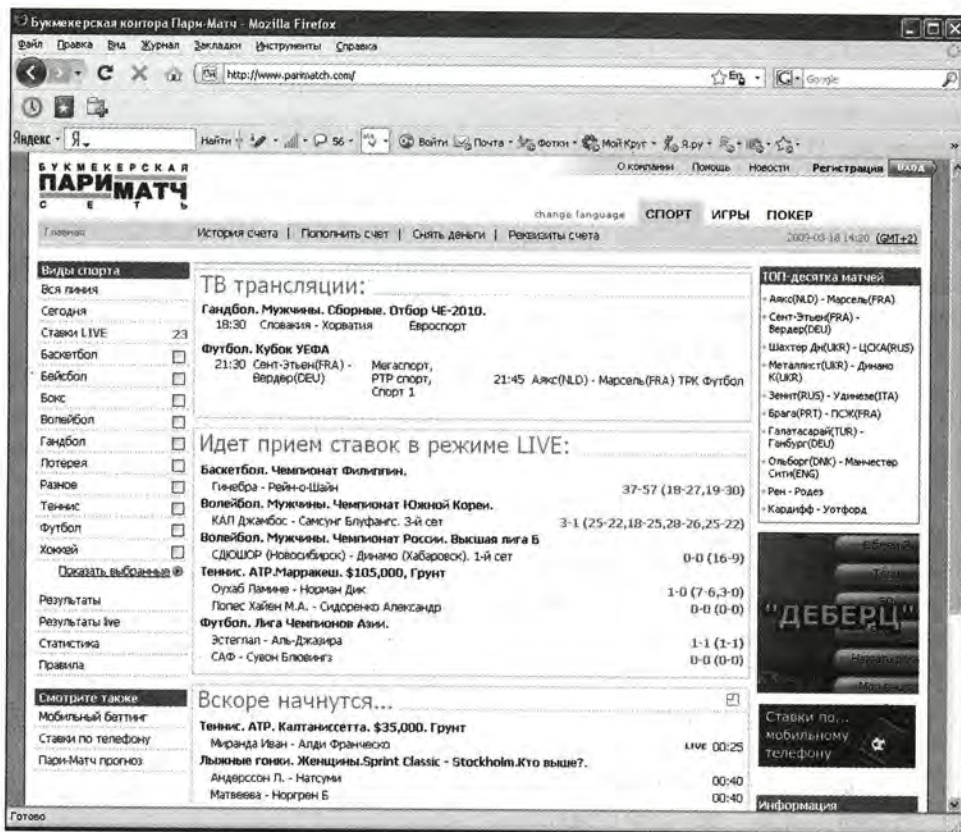 Букмекерская контора Пари-Матч - Mozilla Firefox
Файл Правка Вид Журнал Закладки Инструменты Справка
http://www.parimatch.com/
Google
Яндекс Я Найти 56 Войти Почта Фотки Мой Круг Я.ру
О компании Помощь Новости Регистрация ВХОД
БУКМЕКЕРСКАЯ
ПАРИМАТЧ
СЕТЬ
change language СПОРТ ИГРЫ ПОКЕР
Главная История счета | Пополнить счет | Снять деньги | Реквизиты счета 2009-03-18 14:20 (GMT+2)
Виды спорта
Вся линия
Сегодня
Ставки LIVE 23
Баскетбол
Бейсбол
Бокс
Волейбол
Гандбол
Лотерея
Разное
Теннис
Футбол
Хоккей
Показать выбранные
Результаты
Результаты live
Статистика
Правила
Смотрите также
Мобильный беттинг
Ставки по телефону
Пари-Матч прогноз
ТВ трансляции:
Гандбол. Мужчины. Сборные. Отбор ЧЕ-2010.
18:30 Словакия - Хорватия Евроспорт
Футбол. Кубок УЕФА
21:30 Сент-Этьен(FRA) - Вердер(DEU) Мегаспорт, РТР спорт, Спорт 1
21:45 Аякс(NLD) - Марсель(FRA) ТРК Футбол
Идет прием ставок в режиме LIVE:
Баскетбол. Чемпионат Филиппин.
Гинебра - Рейн-о-Шайн 37-57 (18-27,19-30)
Волейбол. Мужчины. Чемпионат Южной Кореи.
КАЛ Джамбос - Самсунг Блуфангс. 3-й сет 3-1 (25-22,18-25,28-26,25-22)
Волейбол. Мужчины. Чемпионат России. Высшая лига Б
СДЮШОР (Новосибирск) - Динамо (Хабаровск). 1-й сет 0-0 (16-9)
Теннис. АТР.Марракеш. $105,000, Грунт
Оухаб Ламине - Норман Дик 1-0 (7-6,3-0)
Лопес Хайен М.А. - Сидоренко Александр 0-0 (0-0)
Футбол. Лига Чемпионов Азии.
Эстеглал - Аль-Джазира 1-1 (1-1)
САФ - Сувон Блювингз 0-0 (0-0)
Вскоре начнутся...
Теннис. АТР. Калтаниссетта. $35,000. Грунт
Миранда Иван - Алди Франческо LIVE 00:25
Лыжные гонки. Женщины.Sprint Classic - Stockholm.Кто выше?.
Андерссон Л. - Натсуми 00:40
Матвеева - Норгрен Б 00:40
ТОП-десятка матчей
Аякс(NLD) - Марсель(FRA)
Сент-Этьен(FRA) -
Вердер(DEU)
Шахтер Дн(UKR) - ЦСКА(RUS)
Металлист(UKR) - Динамо
К(UKR)
Зенит(RUS) - Удинезе(ITA)
Брага(PRT) - ПСЖ(FRA)
Галатасарай(TUR) -
Гамбург(DEU)
Ольборг(DNK) - Манчестер
Сити(ENG)
Рен - Родез
Кардифф - Уотфорд
"ДЕБЕРЦ"
Ставки по...
мобильному
телефону
Информация
Готово